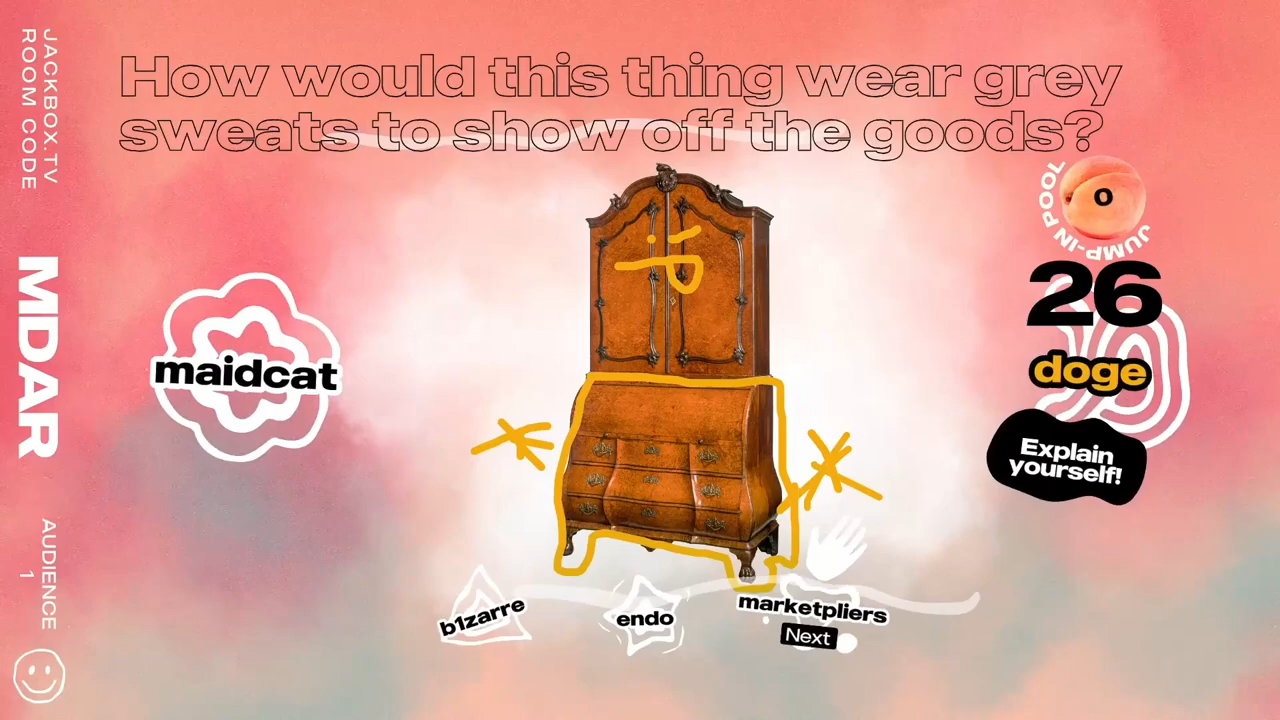 How would this thing wear grey
sweats to show off the goods?
JACKBOX.TV
ROOM CODE
MDAR
AUDIENCE
1
maidcat
JUMP-IN POOL
0
26
doge
Explain
yourself!
b1zarre
endo
marketpliers
Next